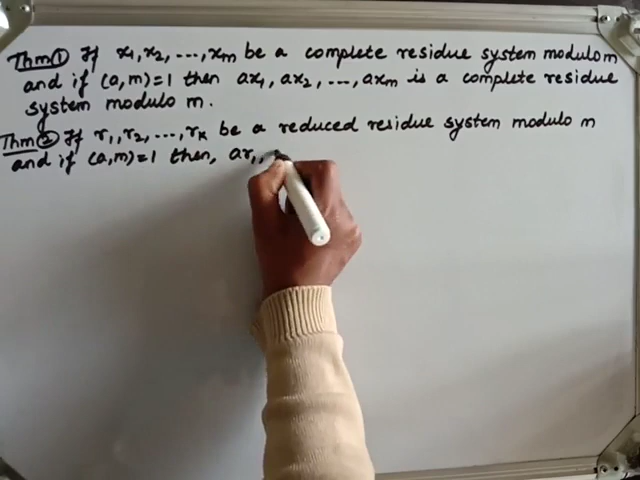 Thm① If x₁, x₂, ..., xₘ be a complete residue system modulo m
and if (a,m)=1 then ax₁, ax₂, ..., axₘ is a complete residue
system modulo m.
Thm② If r₁, r₂, ..., rₖ be a reduced residue system modulo m
and if (a,m)=1 then, ar₁,